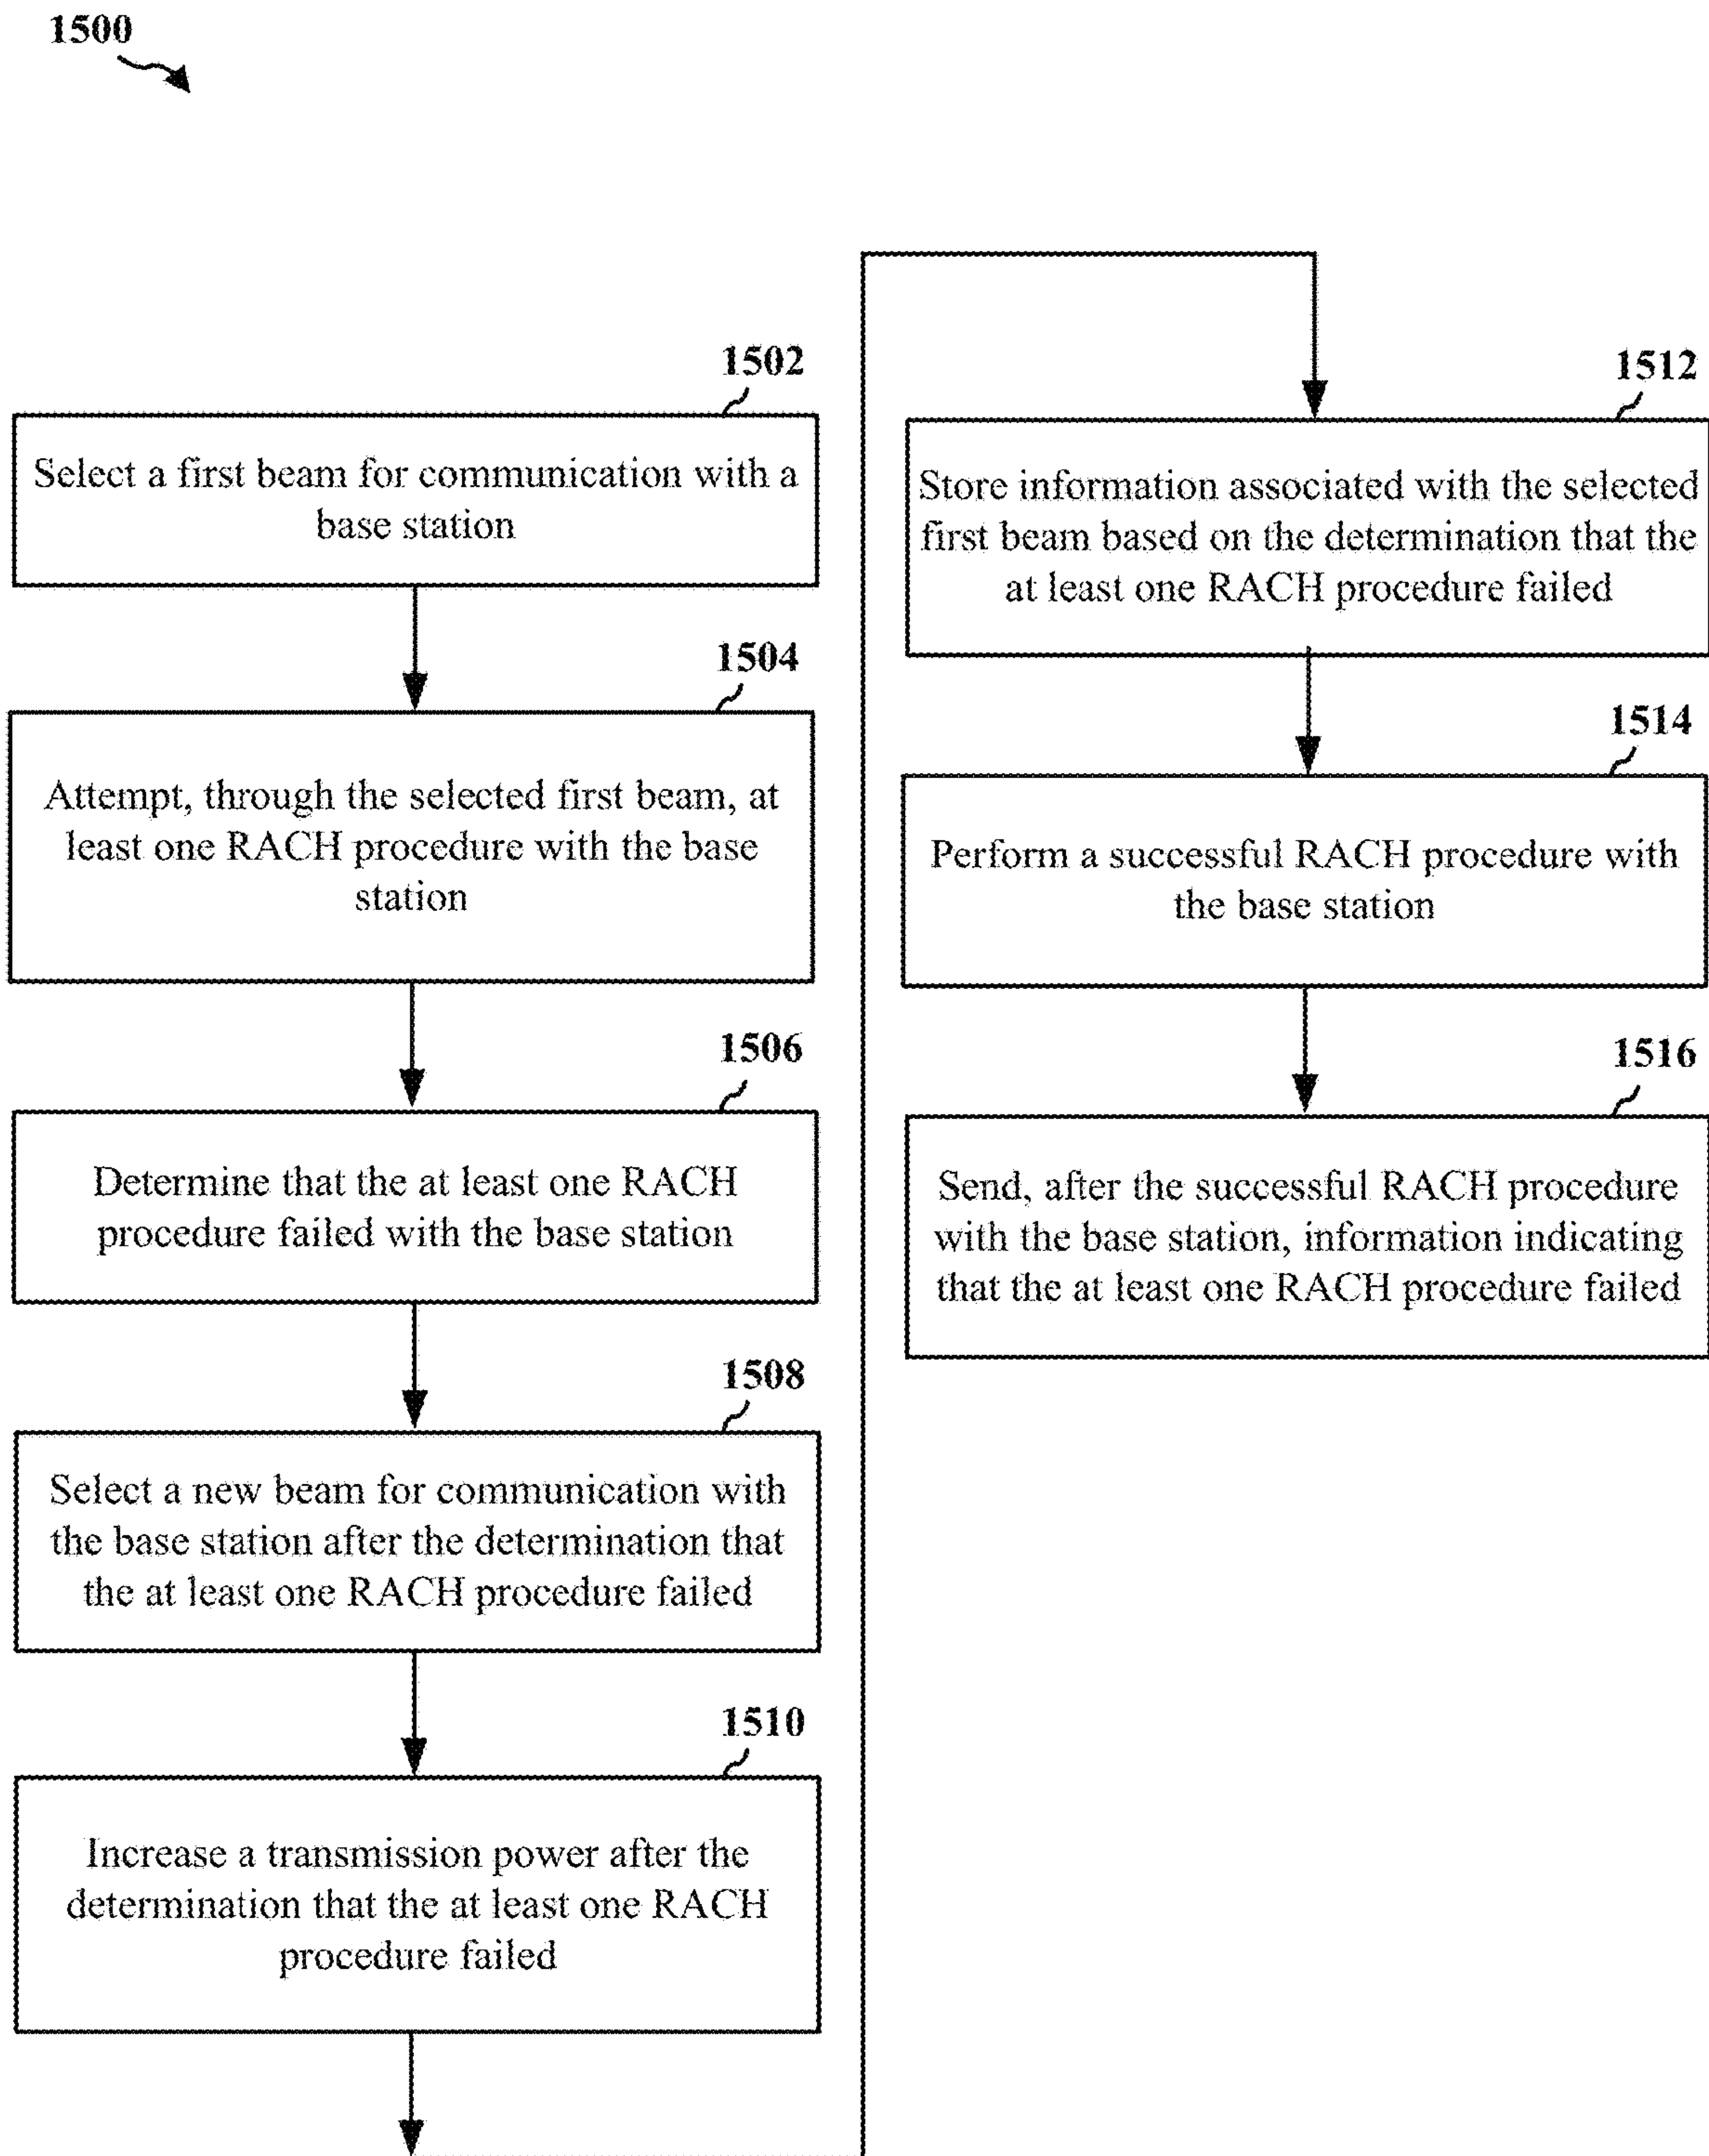 1500
1502
Select a first beam for communication with a
base station
1504
Attempt, through the selected first beam, at
least one RACH procedure with the base
station
1506
Determine that the at least one RACH
procedure failed with the base station
1508
Select a new beam for communication with
the base station after the determination that
the at least one RACH procedure failed
1510
Increase a transmission power after the
determination that the at least one RACH
procedure failed
1512
Store information associated with the selected
first beam based on the determination that the
at least one RACH procedure failed
1514
Perform a successful RACH procedure with
the base station
1516
Send, after the successful RACH procedure
with the base station, information indicating
that the at least one RACH procedure failed